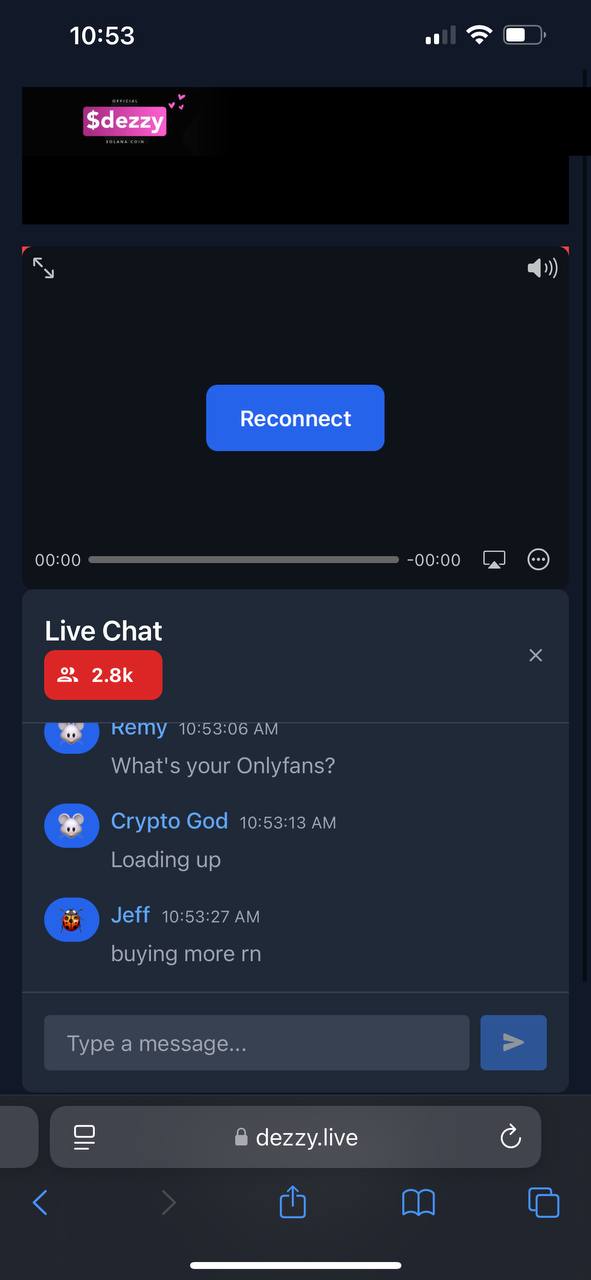 10:53
OFFICIAL
$dezzy
SOLANA COIN
Reconnect
00:00
-00:00
Live Chat
2.8k
Remy 10:53:06 AM
What's your Onlyfans?
Crypto God 10:53:13 AM
Loading up
Jeff 10:53:27 AM
buying more rn
Type a message...
dezzy.live